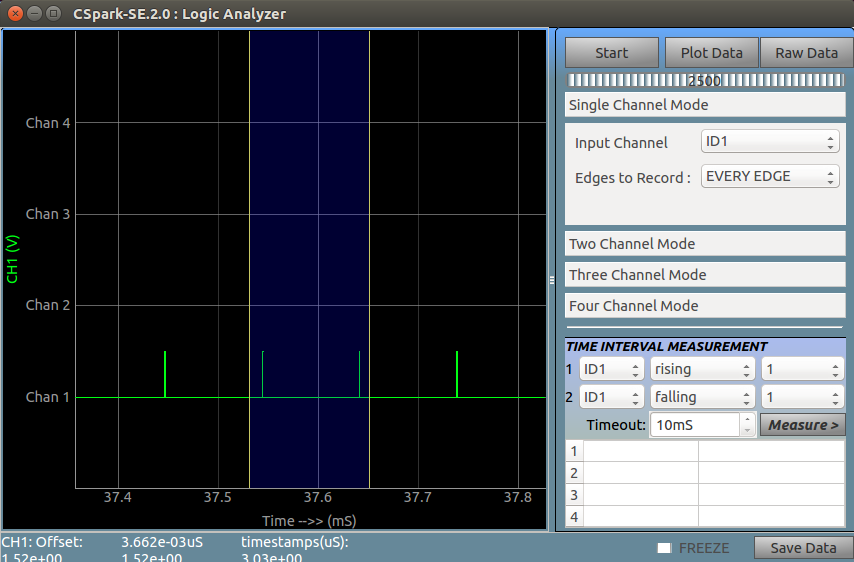 CSpark-SE.2.0 : Logic Analyzer
Start Plot Data Raw Data
2500
Single Channel Mode
Input Channel ID1
Edges to Record : EVERY EDGE
Two Channel Mode
Three Channel Mode
Four Channel Mode
Chan 4
Chan 3
CH1 (V)
Chan 2
Chan 1
37.4 37.5 37.6 37.7 37.8
Time -->> (mS)
TIME INTERVAL MEASUREMENT
1 ID1 rising 1
2 ID1 falling 1
Timeout: 10mS Measure >
1
2
3
4
CH1: Offset: 3.662e-03uS timestamps(uS):
1.52e+00 1.52e+00 3.03e+00
FREEZE Save Data